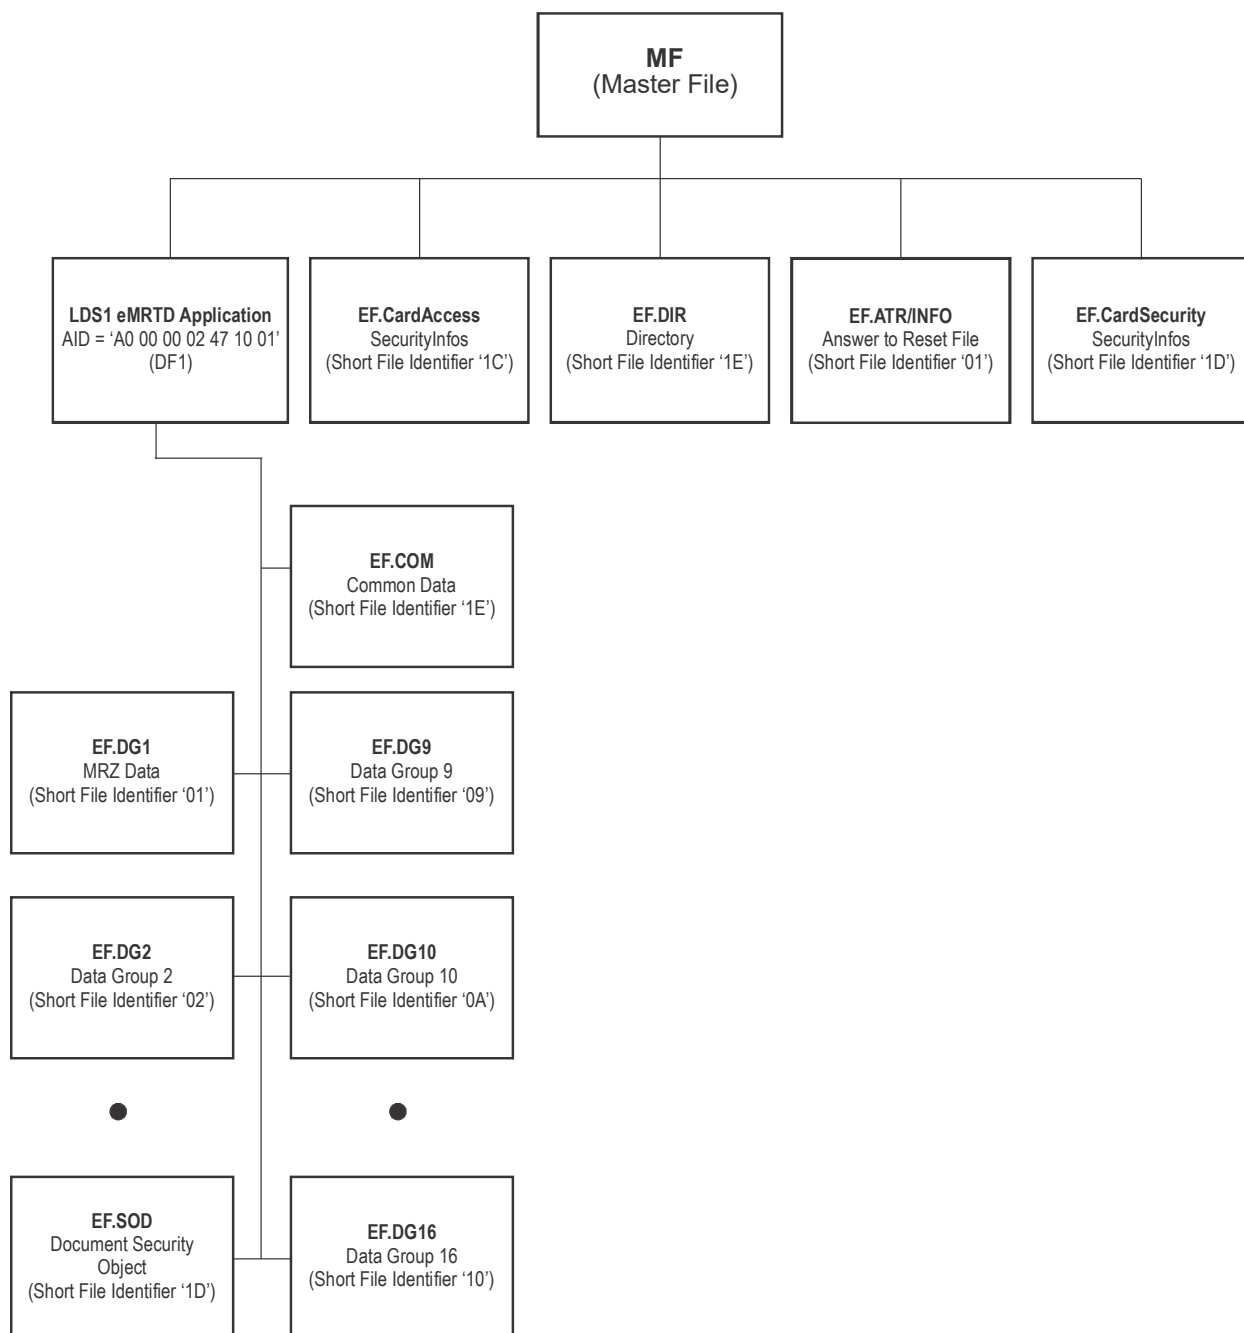 MF
(Master File)
LDS1 eMRTD Application
AID = ‘A0 00 00 02 47 10 01’
(DF1)
EF.CardAccess
SecurityInfos
(Short File Identifier ‘1C’)
EF.DIR
Directory
(Short File Identifier ‘1E’)
EF.ATR/INFO
Answer to Reset File
(Short File Identifier ‘01’)
EF.CardSecurity
SecurityInfos
(Short File Identifier ‘1D’)
EF.COM
Common Data
(Short File Identifier ‘1E’)
EF.DG1
MRZ Data
(Short File Identifier ‘01’)
EF.DG9
Data Group 9
(Short File Identifier ‘09’)
EF.DG2
Data Group 2
(Short File Identifier ‘02’)
EF.DG10
Data Group 10
(Short File Identifier ‘0A’)
EF.SOD
Document Security
Object
(Short File Identifier ‘1D’)
EF.DG16
Data Group 16
(Short File Identifier ‘10’)